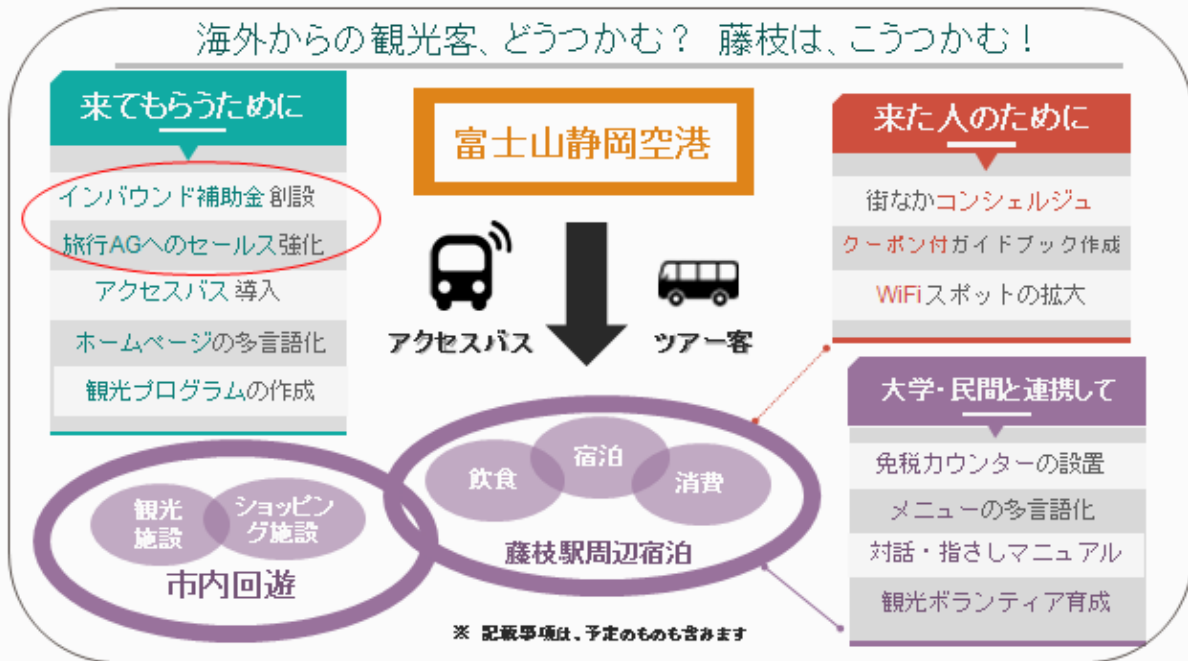 海外からの観光客、どうつかむ? 藤枝は、こうつかむ!
来てもらうために
インバウンド補助金創設
旅行AGへのセールス強化
アクセスバス導入
ホームページの多言語化
観光プログラムの作成
富士山静岡空港
アクセスバス
ツアー客
来た人のために
街なかコンシェルジュ
クーポン付ガイドブック作成
WiFiスポットの拡大
大学・民間と連携して
免税カウンターの設置
メニューの多言語化
対話・指さしマニュアル
観光ボランティア育成
飲食
宿泊
消費
藤枝駅周辺宿泊
観光
施設
ショッピン
グ施設
市内回遊
※ 記載事項は、予定のものも含みます